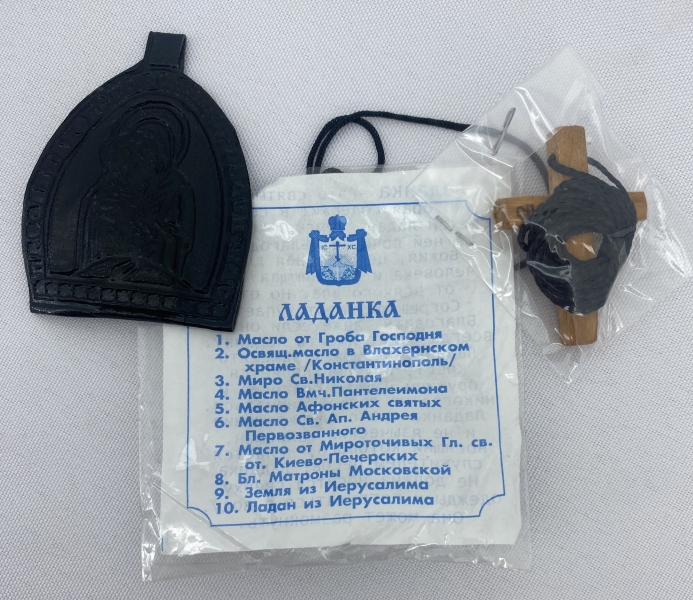 IC XC
ЛАДАНКА
1. Масло от Гроба Господня
2. Освящ.масло в Влахернском
храме /Константинополь/
3. Миро Св.Николая
4. Масло Вмч.Пантелеимона
5. Масло Афонских святых
6. Масло Св. Ап. Андрея
Первозванного
7. Масло от Мироточивых Гл. св.
от. Киево-Печерских
8. Бл. Матроны Московской
9. Земля из Иерусалима
10. Ладан из Иерусалима